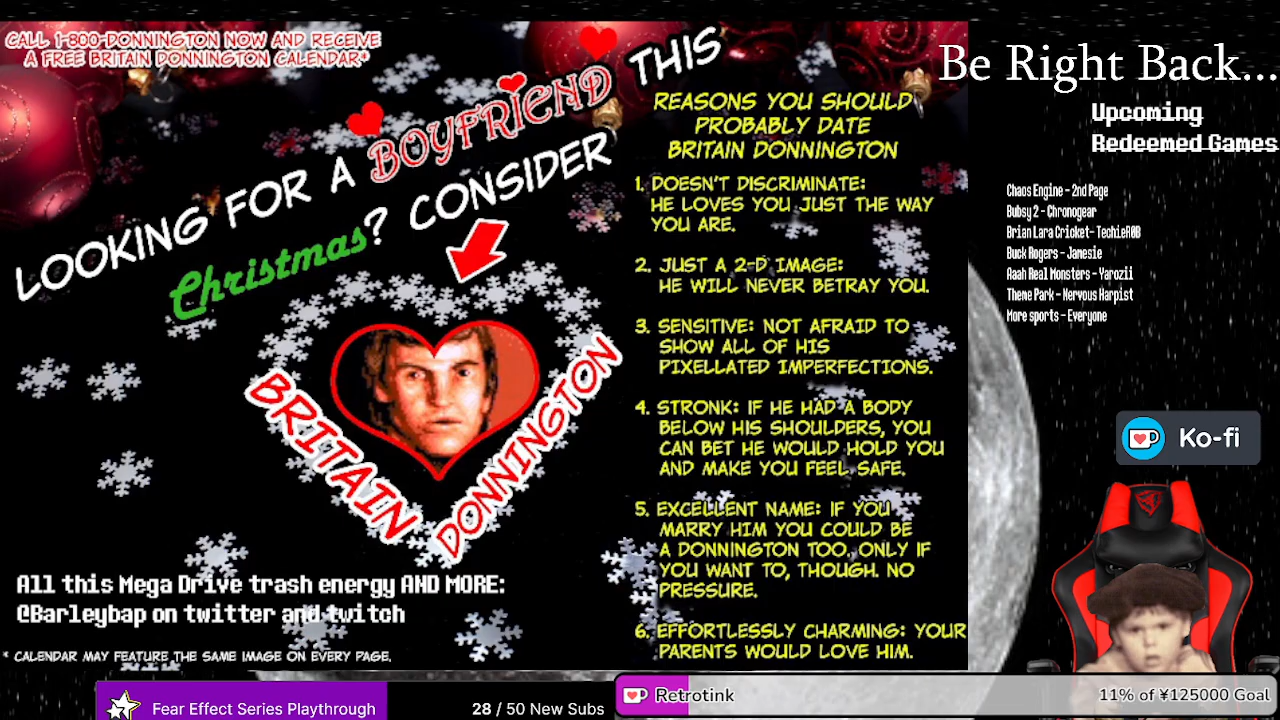 CALL 1-800-DONNINGTON NOW AND RECEIVE
A FREE BRITAIN DONNINGTON CALENDAR*
LOOKING FOR A BOYFRIEND THIS
Christmas? CONSIDER
BRITAIN
DONNINGTON
All this Mega Drive trash energy AND MORE:
@Barleybap on twitter and twitch
* CALENDAR MAY FEATURE THE SAME IMAGE ON EVERY PAGE.
REASONS YOU SHOULD
PROBABLY DATE
BRITAIN DONNINGTON
1. DOESN'T DISCRIMINATE:
HE LOVES YOU JUST THE WAY
YOU ARE.
2. JUST A 2-D IMAGE:
HE WILL NEVER BETRAY YOU.
3. SENSITIVE: NOT AFRAID TO
SHOW ALL OF HIS
PIXELLATED IMPERFECTIONS.
4. STRONK: IF HE HAD A BODY
BELOW HIS SHOULDERS, YOU
CAN BET HE WOULD HOLD YOU
AND MAKE YOU FEEL SAFE.
5. EXCELLENT NAME: IF YOU
MARRY HIM YOU COULD BE
A DONNINGTON TOO. ONLY IF
YOU WANT TO, THOUGH. NO
PRESSURE.
6. EFFORTLESSLY CHARMING: YOUR
PARENTS WOULD LOVE HIM.
Be Right Back...
Upcoming
Redeemed Games
Chaos Engine - 2nd Page
Bubsy 2 - Chronogear
Brian Lara Cricket- TechieA0B
Buck Rogers - Jamesie
Aaah Real Monsters - Yarozii
Theme Park - Nervous Harpist
More sports - Everyone
Ko-fi
Fear Effect Series Playthrough
28 / 50 New Subs
Retrotink
11% of ¥125000 Goal